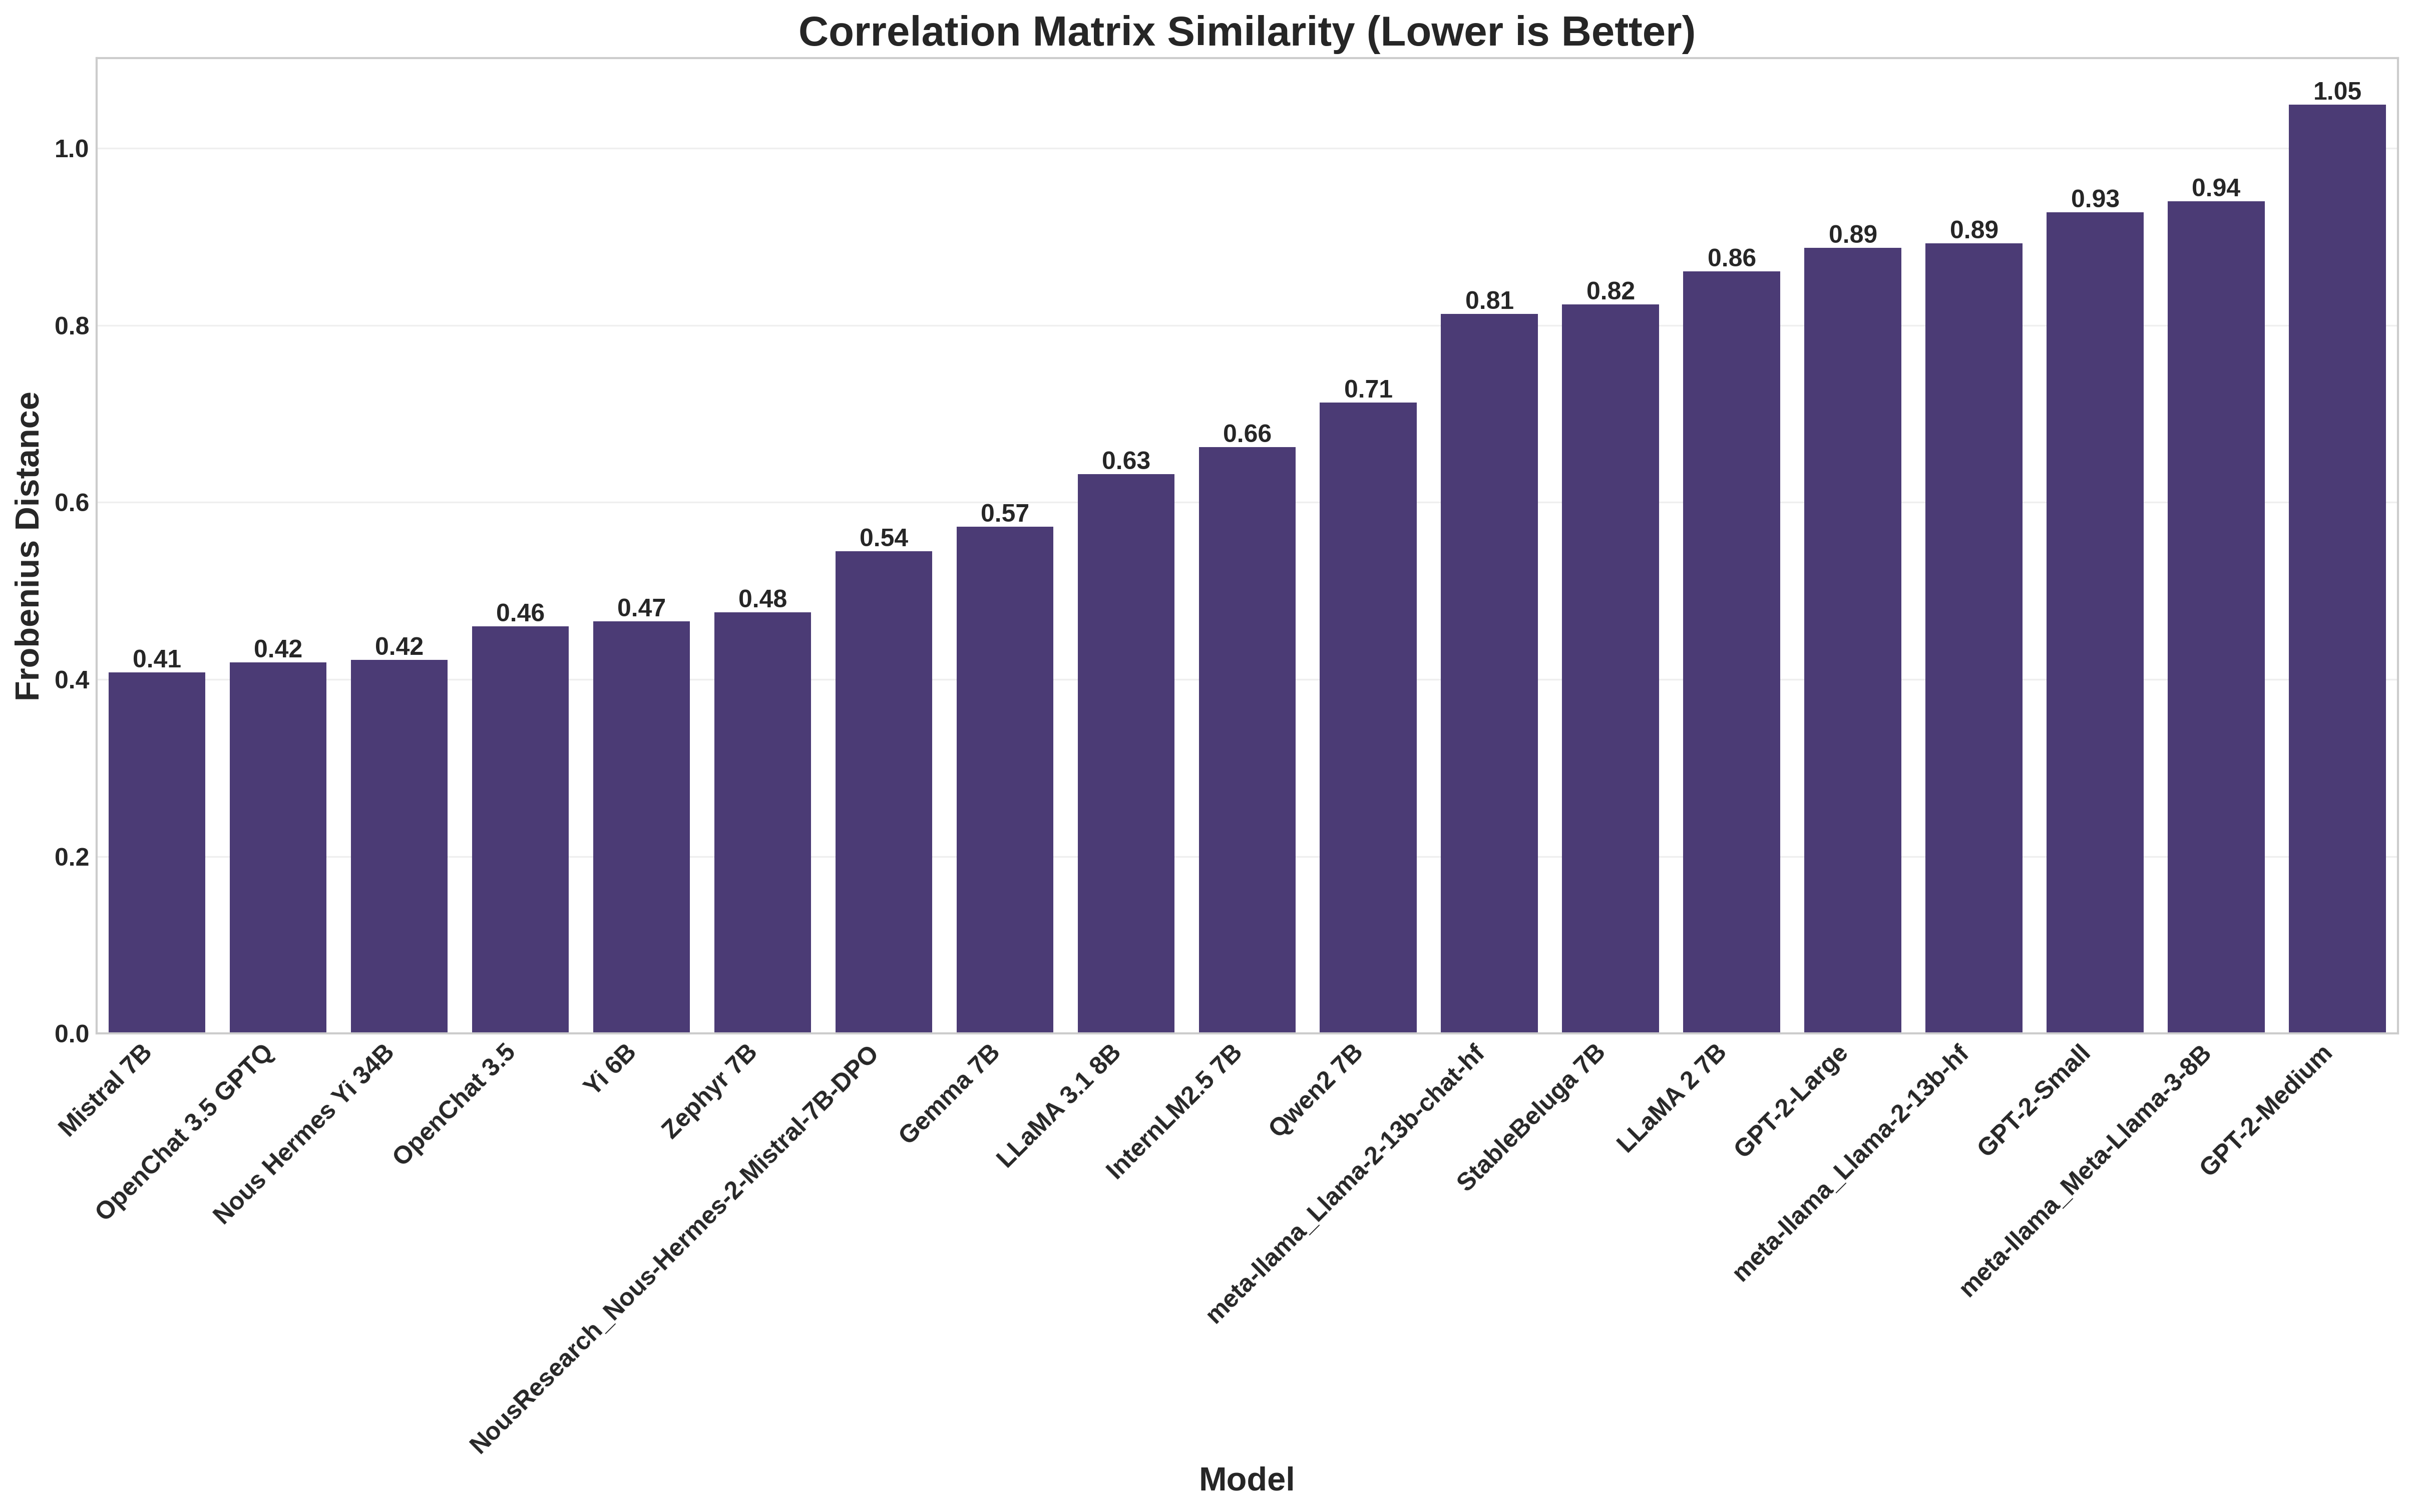 Correlation Matrix Similarity (Lower is Better)
Frobenius Distance
1.0
0.8
0.6
0.4
0.2
0.0
0.41
0.42
0.42
0.46
0.47
0.48
0.54
0.57
0.63
0.66
0.71
0.81
0.82
0.86
0.89
0.89
0.93
0.94
1.05
Mistral 7B
OpenChat 3.5 GPTQ
Nous Hermes Yi 34B
OpenChat 3.5
Yi 6B
Zephyr 7B
NousResearch_Nous-Hermes-2-Mistral-7B-DPO
Gemma 7B
LLaMA 3.1 8B
InternLM2.5 7B
Qwen2 7B
meta-llama_Llama-2-13b-chat-hf
StableBeluga 7B
LLaMA 2 7B
GPT-2-Large
meta-llama_Llama-2-13b-hf
GPT-2-Small
meta-llama_Meta-Llama-3-8B
GPT-2-Medium
Model